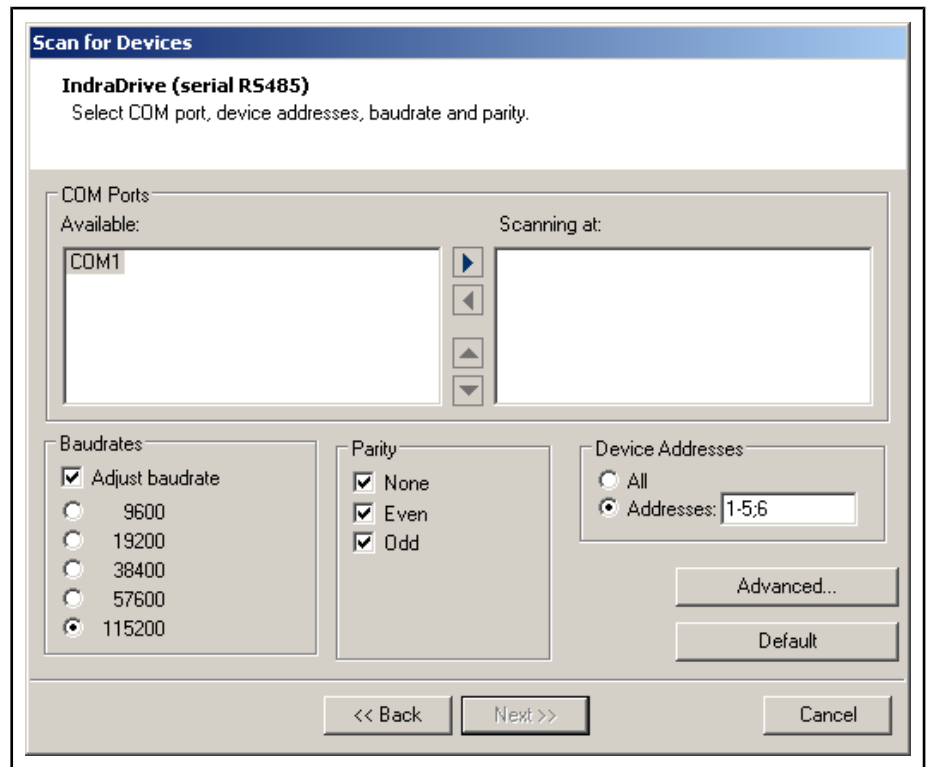 Scan for Devices
IndraDrive (serial RS485)
Select COM port, device addresses, baudrate and parity.
COM Ports
Available:
Scanning at:
COM1
Baudrates
Adjust baudrate
9600
19200
38400
57600
115200
Parity
None
Even
Odd
Device Addresses
All
Addresses: 1-5;6
Advanced...
Default
<< Back
Next >>
Cancel